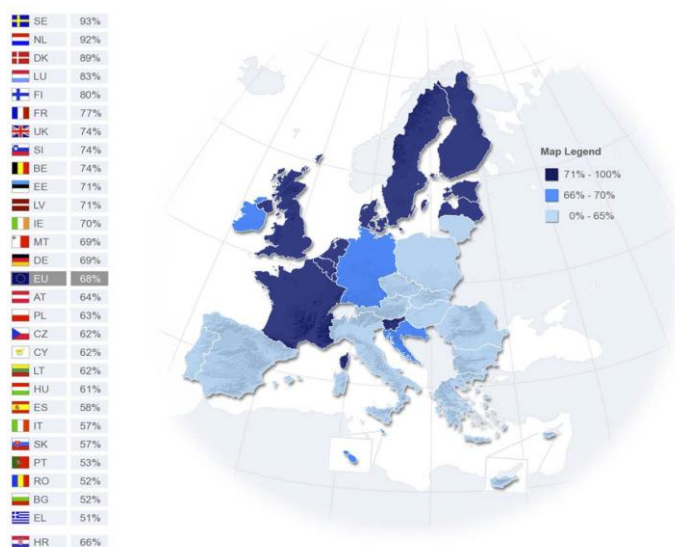 SE 93%
NL 92%
DK 89%
LU 83%
FI 80%
FR 77%
UK 74%
SI 74%
BE 74%
EE 71%
LV 71%
IE 70%
MT 69%
DE 69%
EU 68%
AT 64%
PL 63%
CZ 62%
CY 62%
LT 62%
HU 61%
ES 58%
IT 57%
SK 57%
PT 53%
RO 52%
BG 52%
EL 51%
HR 66%
Map Legend
71% - 100%
66% - 70%
0% - 65%